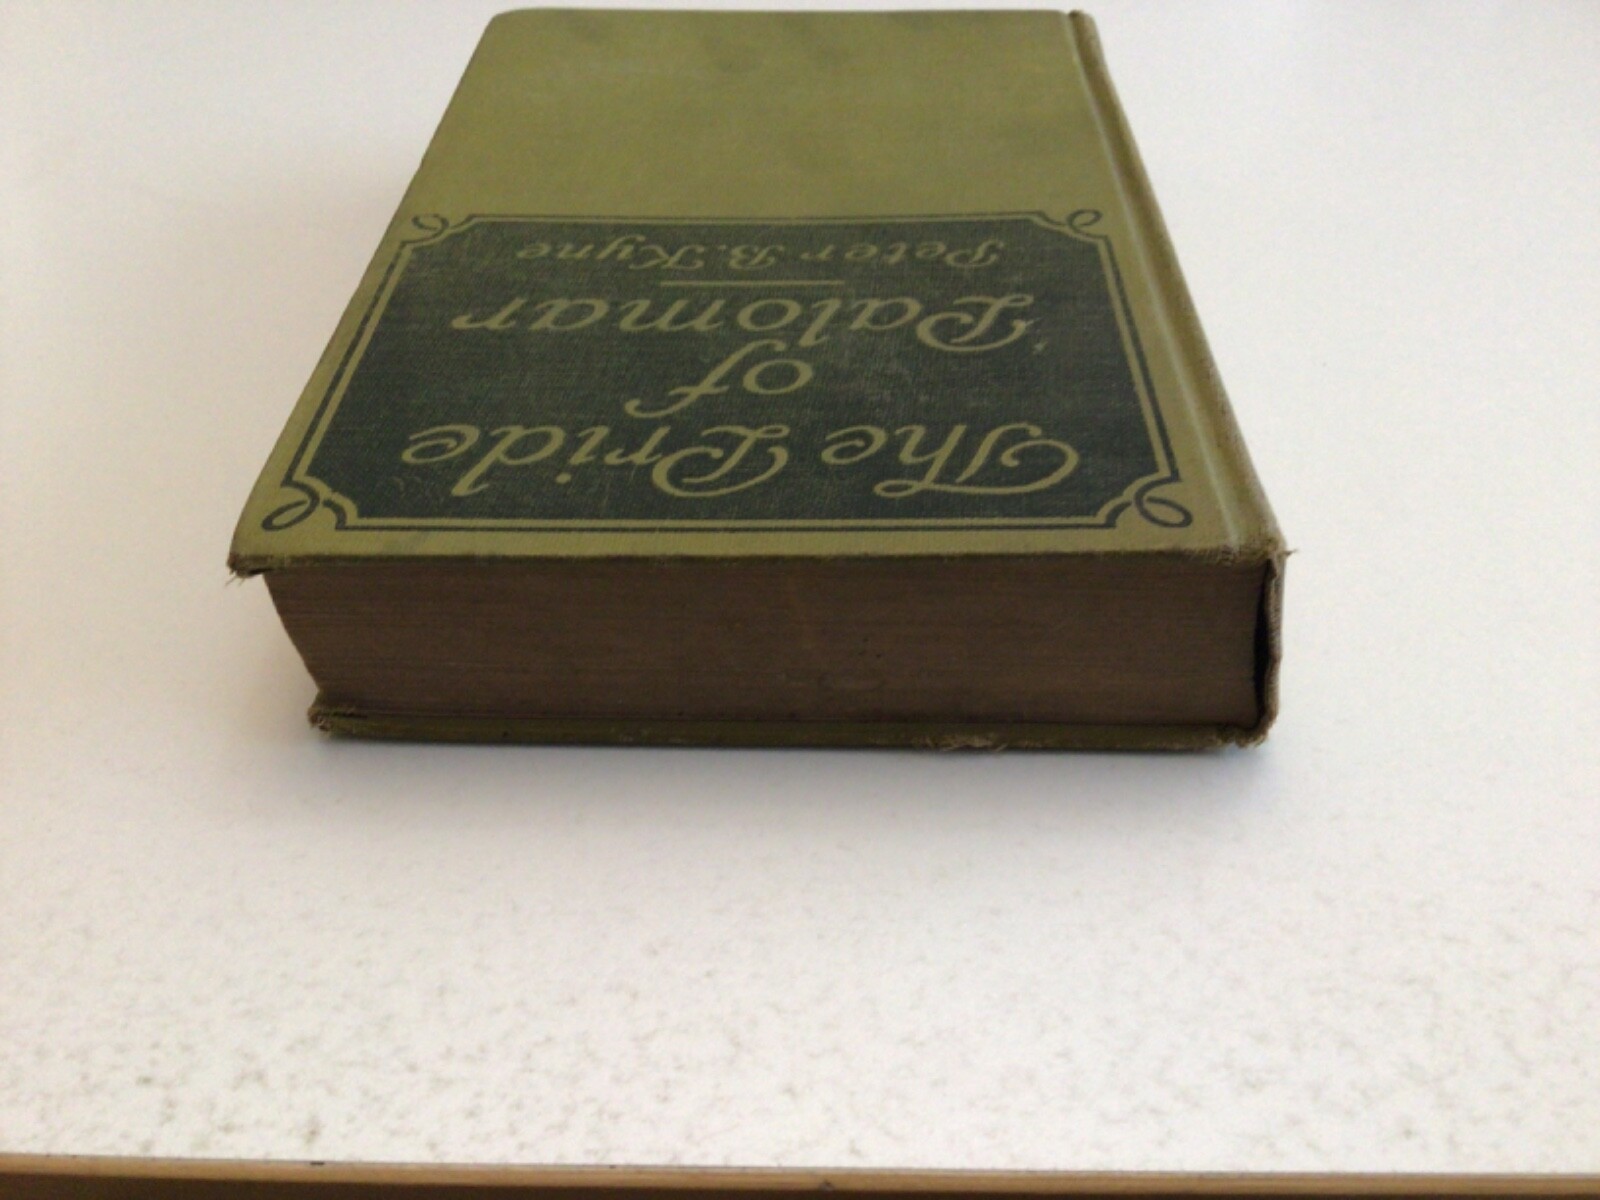 The Pride
of
Palomar
Peter B. Kyne